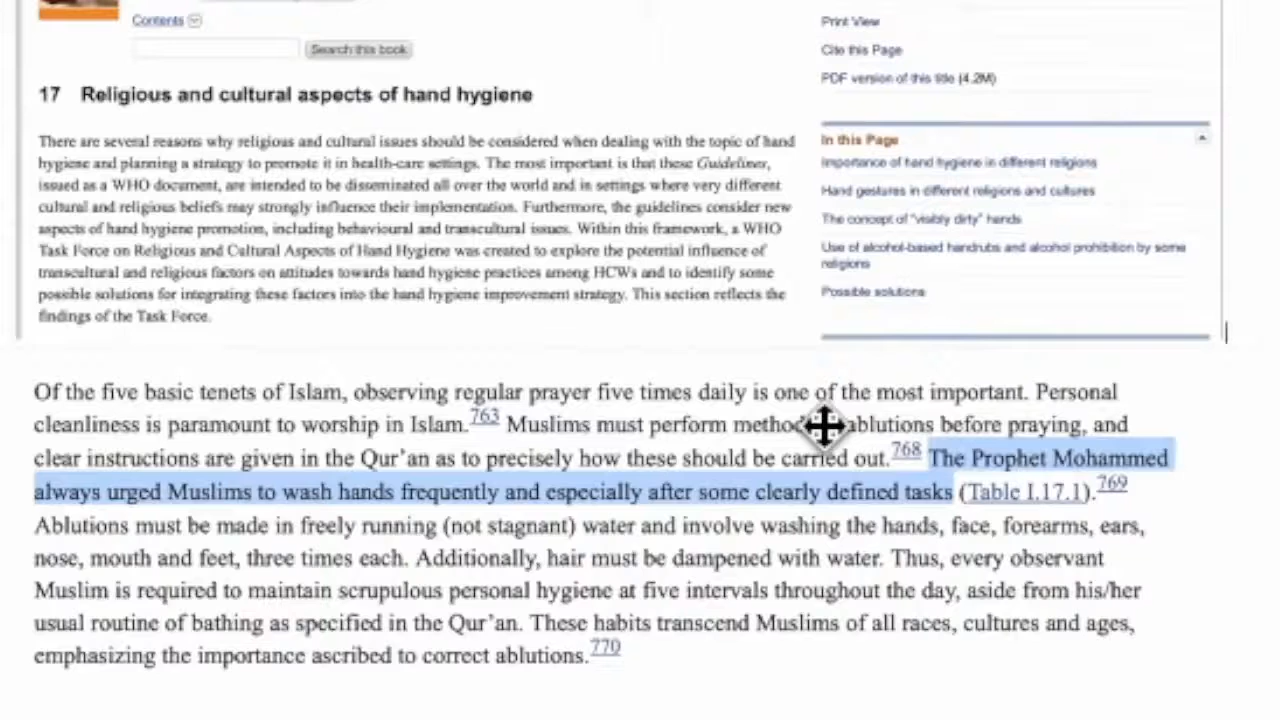 Contents
Search this book
17 Religious and cultural aspects of hand hygiene
There are several reasons why religious and cultural issues should be considered when dealing with the topic of hand
hygiene and planning a strategy to promote it in health-care settings. The most important is that these Guidelines,
issued as a WHO document, are intended to be disseminated all over the world and in settings where very different
cultural and religious beliefs may strongly influence their implementation. Furthermore, the guidelines consider new
aspects of hand hygiene promotion, including behavioural and transcultural issues. Within this framework, a WHO
Task Force on Religious and Cultural Aspects of Hand Hygiene was created to explore the potential influence of
transcultural and religious factors on attitudes towards hand hygiene practices among HCWs and to identify some
possible solutions for integrating these factors into the hand hygiene improvement strategy. This section reflects the
findings of the Task Force.
Print View
Cite this Page
PDF version of this title (4.2M)
In this Page
Importance of hand hygiene in different religions
Hand gestures in different religions and cultures
The concept of "visibly dirty" hands
Use of alcohol-based handrubs and alcohol prohibition by some
religions
Possible solutions
Of the five basic tenets of Islam, observing regular prayer five times daily is one of the most important. Personal
cleanliness is paramount to worship in Islam.763 Muslims must perform ablutions before praying, and
clear instructions are given in the Qur’an as to precisely how these should be carried out.768 The Prophet Mohammed
always urged Muslims to wash hands frequently and especially after some clearly defined tasks (Table I.17.1).769
Ablutions must be made in freely running (not stagnant) water and involve washing the hands, face, forearms, ears,
nose, mouth and feet, three times each. Additionally, hair must be dampened with water. Thus, every observant
Muslim is required to maintain scrupulous personal hygiene at five intervals throughout the day, aside from his/her
usual routine of bathing as specified in the Qur’an. These habits transcend Muslims of all races, cultures and ages,
emphasizing the importance ascribed to correct ablutions.770